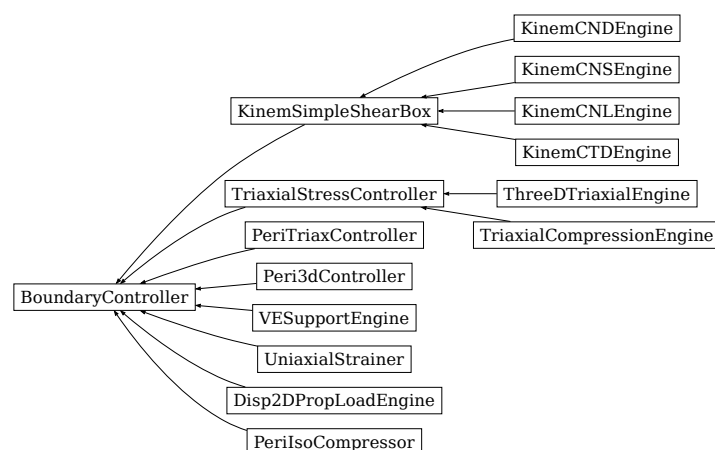 KinemCNDEngine
KinemCNSEngine
KinemSimpleShearBox
KinemCNLEngine
KinemCTDEngine
TriaxialStressController
ThreeDTriaxialEngine
PeriTriaxController
TriaxialCompressionEngine
Peri3dController
BoundaryController
VESupportEngine
UniaxialStrainer
Disp2DPropLoadEngine
PeriIsoCompressor